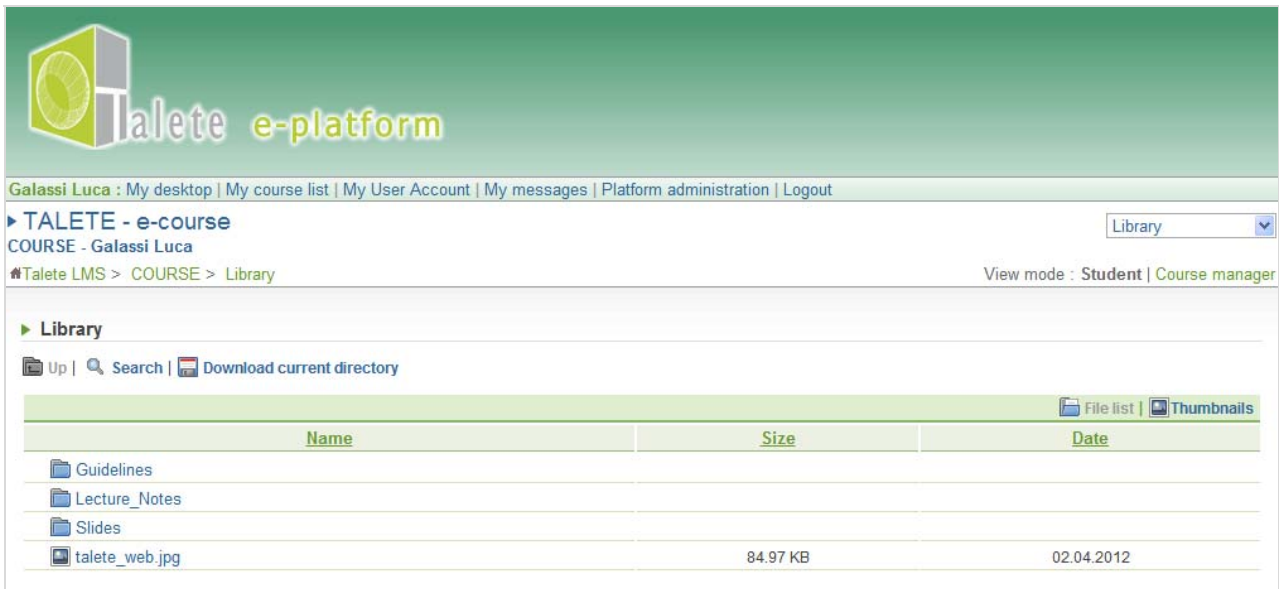 Talete e-platform
Galassi Luca : My desktop | My course list | My User Account | My messages | Platform administration | Logout
TALETE - e-course
Library
COURSE - Galassi Luca
Talete LMS > COURSE > Library
View mode : Student | Course manager
Library
Up | Search | Download current directory
File list | Thumbnails
Name Size Date
Guidelines
Lecture_Notes
Slides
talete_web.jpg 84.97 KB 02.04.2012